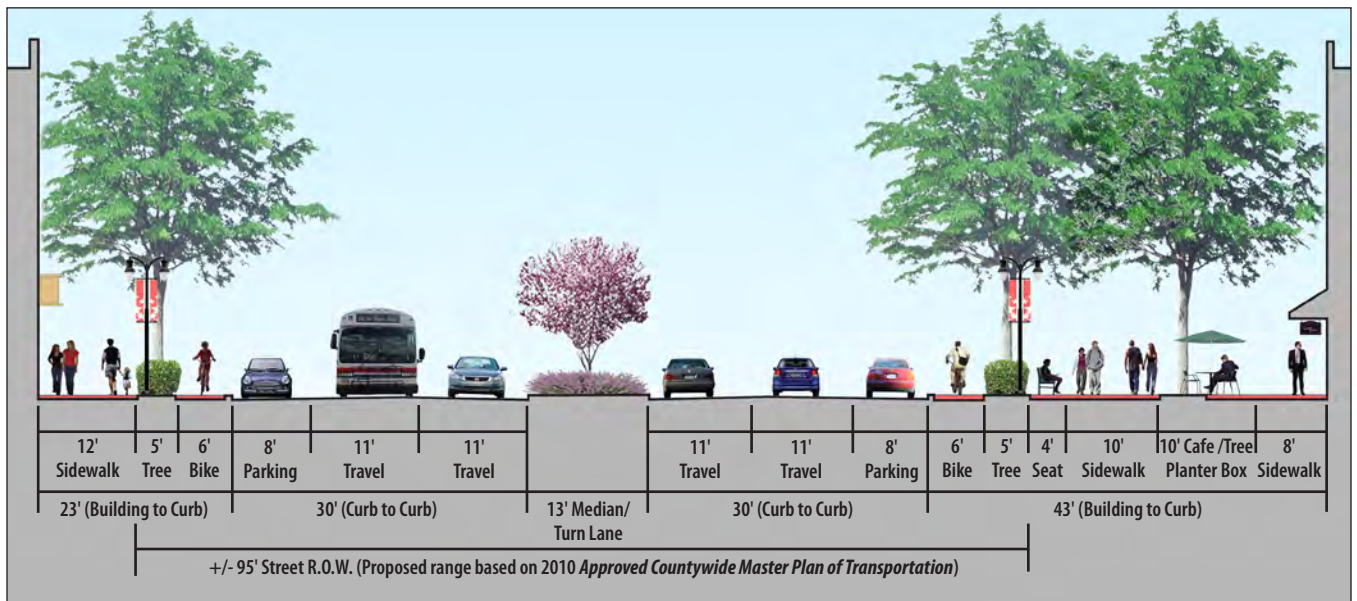 12' 5' 6' 8' 11' 11' 11' 11' 8' 6' 5' 4' 10' 10' Cafe /Tree 8'
Sidewalk Tree Bike Parking Travel Travel Travel Travel Parking Bike Tree Seat Sidewalk Planter Box Sidewalk
23' (Building to Curb) 30' (Curb to Curb) 13' Median/ 30' (Curb to Curb) 43' (Building to Curb)
Turn Lane
+/- 95' Street R.O.W. (Proposed range based on 2010 Approved Countywide Master Plan of Transportation)